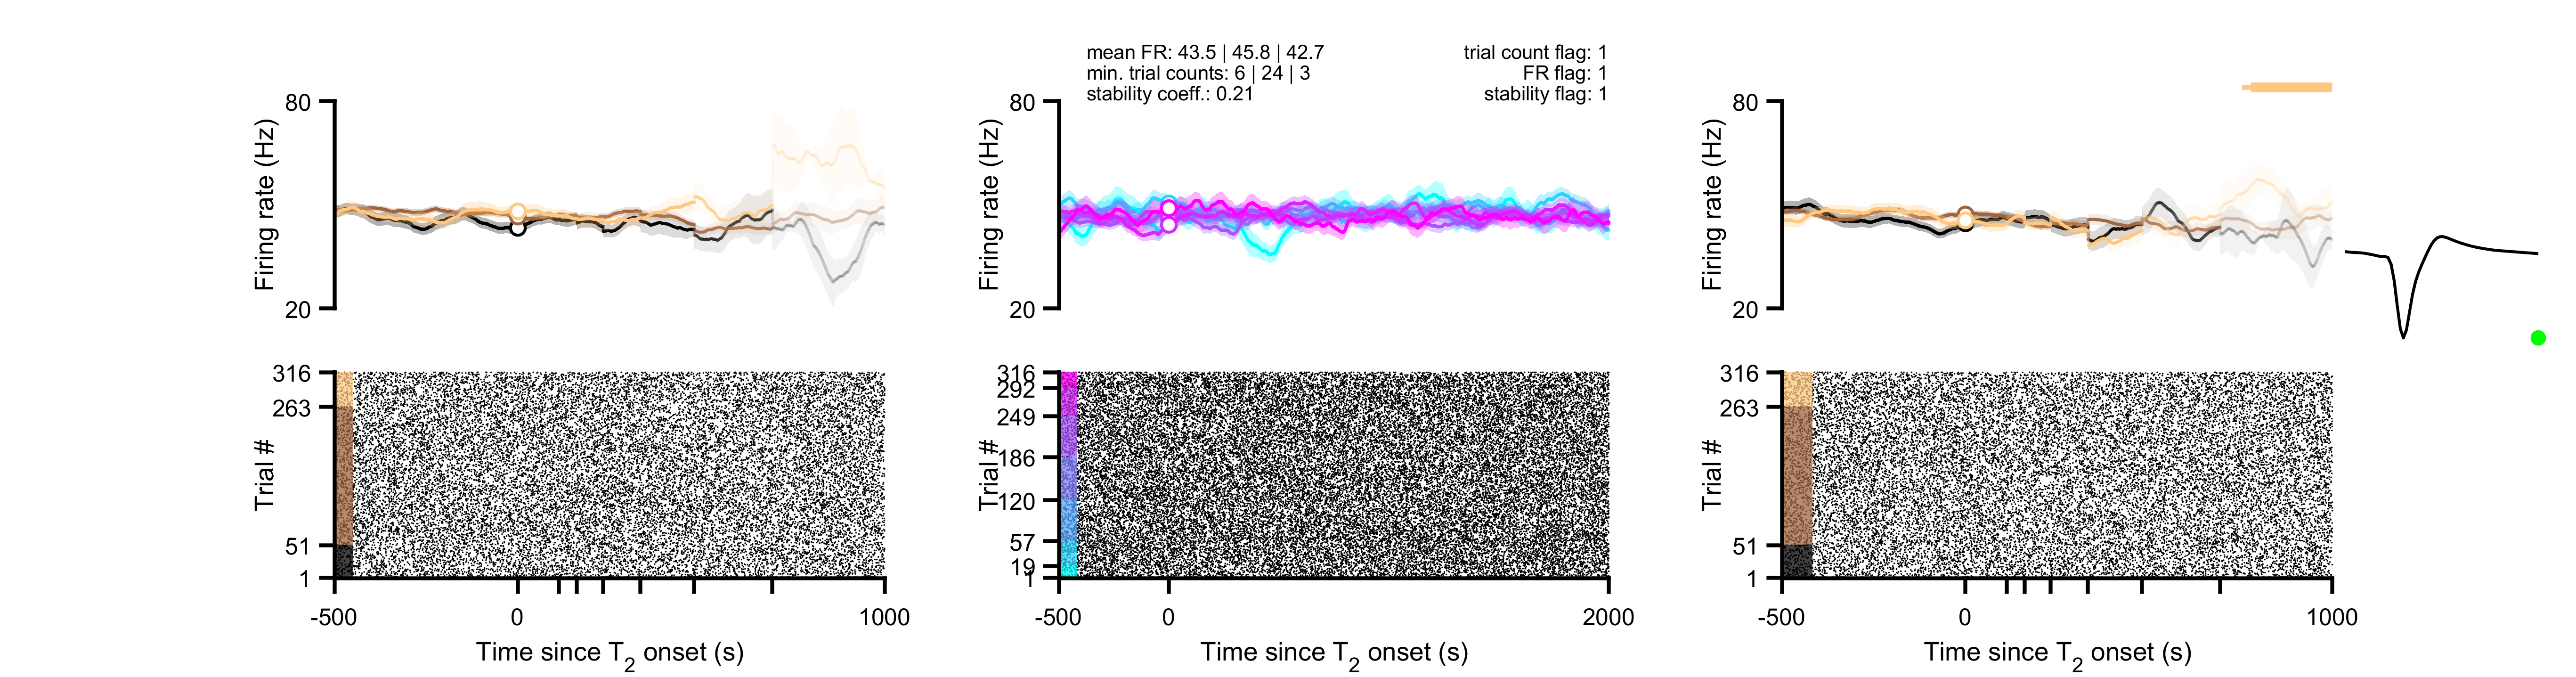 mean FR: 43.5 | 45.8 | 42.7
min. trial counts: 6 | 24 | 3
stability coeff.: 0.21
trial count flag: 1
FR flag: 1
stability flag: 1
80
Firing rate (Hz)
20
80
Firing rate (Hz)
20
80
Firing rate (Hz)
20
316
263
Trial #
51
1
-500
0
1000
Time since T2 onset (s)
316
292
249
Trial #
186
120
57
19
1
-500
0
2000
Time since T2 onset (s)
316
263
Trial #
51
1
-500
0
1000
Time since T2 onset (s)